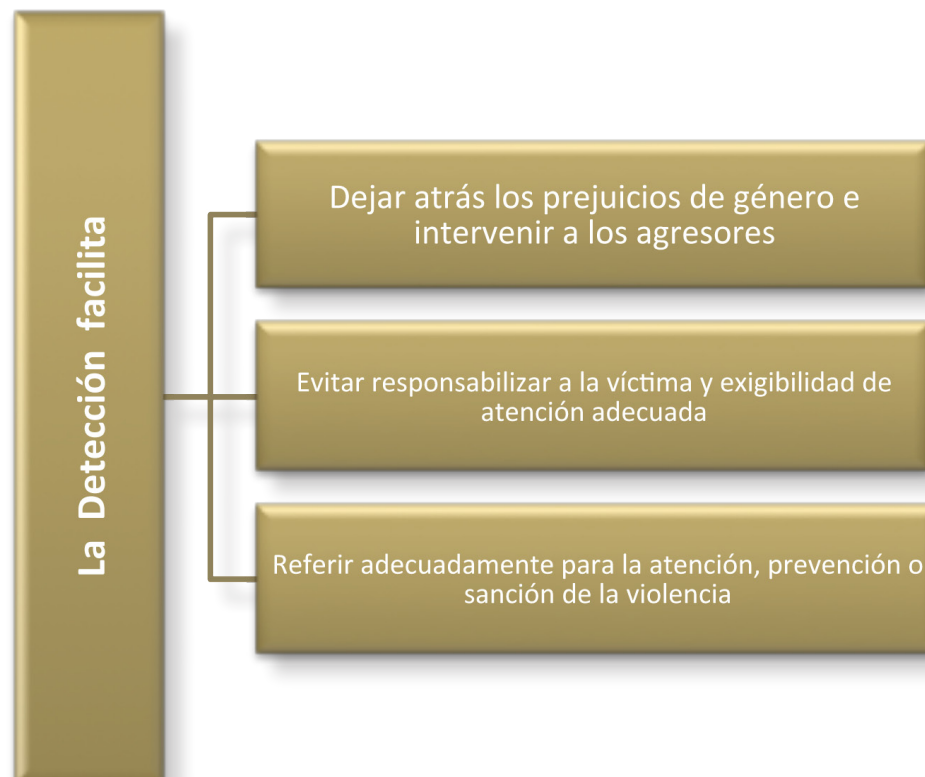 La Detección facilita
Dejar atrás los prejuicios de género e
intervenir a los agresores
Evitar responsabilizar a la víctima y exigibilidad de
atención adecuada
Referir adecuadamente para la atención, prevención o
sanción de la violencia